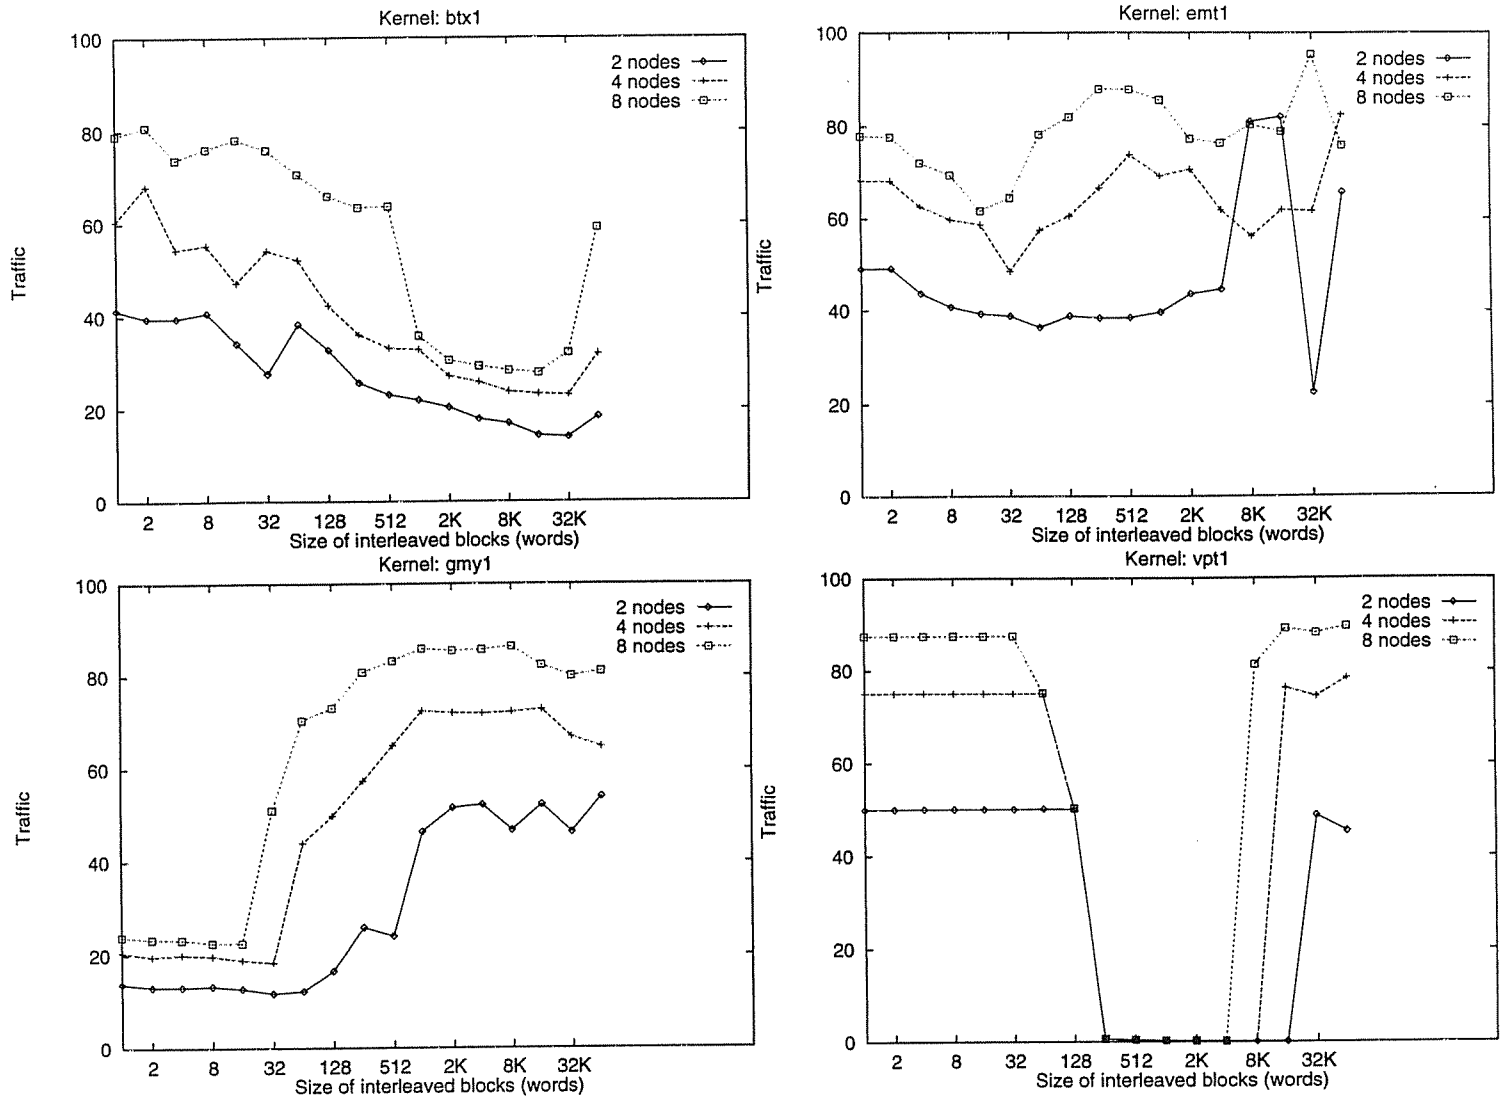 Kernel: btx1
100
80
60
40
20
0
Traffic
2 nodes
4 nodes
8 nodes
2 8 32 128 512 2K 8K 32K
Size of interleaved blocks (words)
Kernel: emt1
100
80
60
40
20
0
Traffic
2 nodes
4 nodes
8 nodes
2 8 32 128 512 2K 8K 32K
Size of interleaved blocks (words)
Kernel: gmy1
100
80
60
40
20
0
Traffic
2 nodes
4 nodes
8 nodes
2 8 32 128 512 2K 8K 32K
Size of interleaved blocks (words)
Kernel: vpt1
100
80
60
40
20
0
Traffic
2 nodes
4 nodes
8 nodes
2 8 32 128 512 2K 8K 32K
Size of interleaved blocks (words)